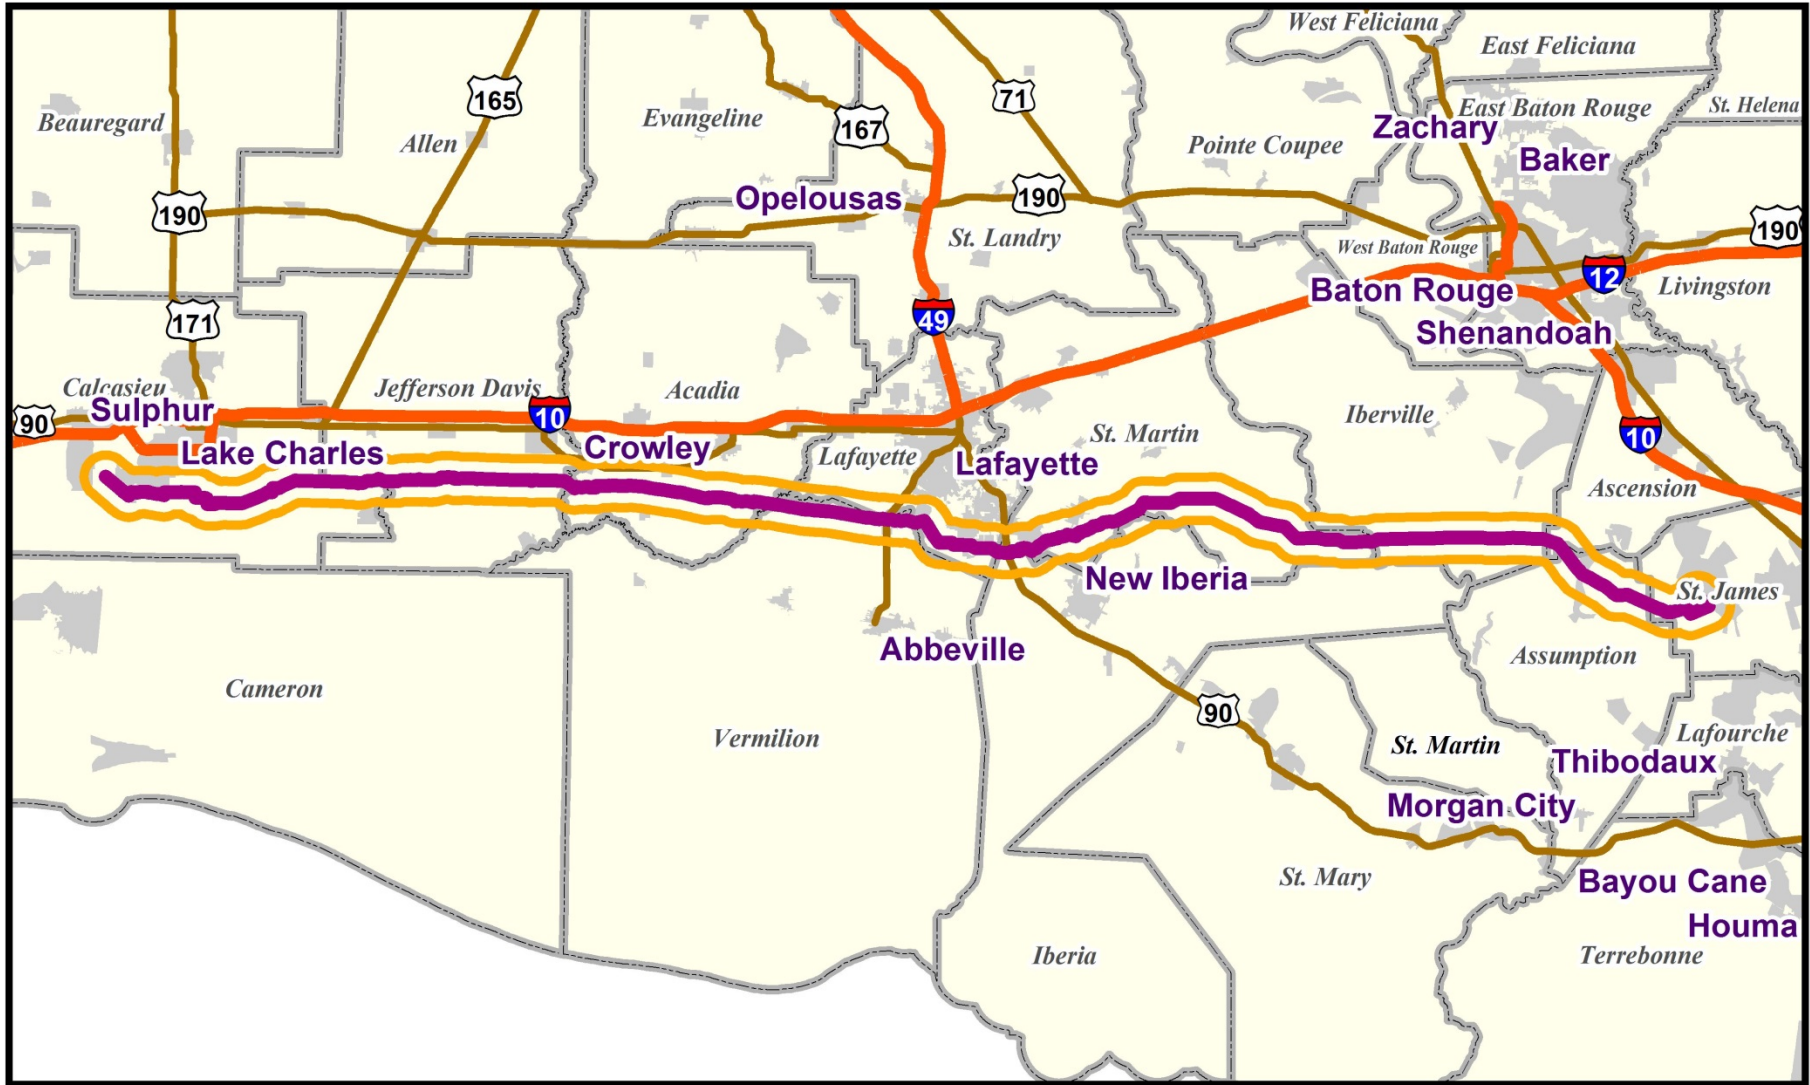 West Feliciana
East Feliciana
165
71
Beauregard
Allen
Evangeline
167
East Baton Rouge
St. Helena
Zachary
Pointe Coupee
Baker
190
Opelousas
190
190
St. Landry
West Baton Rouge
12
Baton Rouge
Livingston
171
49
Shenandoah
Calcasieu
Jefferson Davis
Acadia
Sulphur
90
10
Iberville
10
St. Martin
Lake Charles
Crowley
Lafayette
Lafayette
Ascension
New Iberia
St. James
Abbeville
Assumption
Cameron
90
Vermilion
St. Martin
Lafourche
Thibodaux
Morgan City
St. Mary
Bayou Cane
Houma
Iberia
Terrebonne